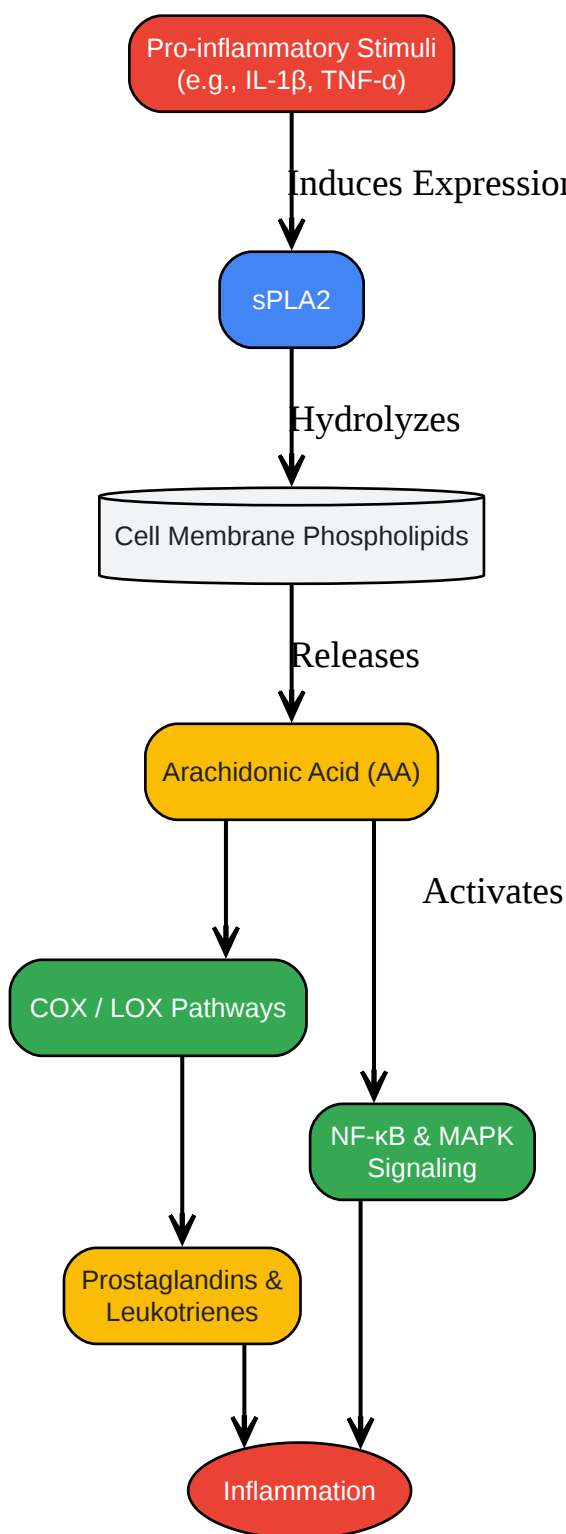 Pro-inflammatory Stimuli
(e.g., IL-1β, TNF-α)
Induces Expression
sPLA2
Hydrolyzes
Cell Membrane Phospholipids
Releases
Arachidonic Acid (AA)
Activates
COX / LOX Pathways
NF-κB & MAPK
Signaling
Prostaglandins &
Leukotrienes
Inflammation